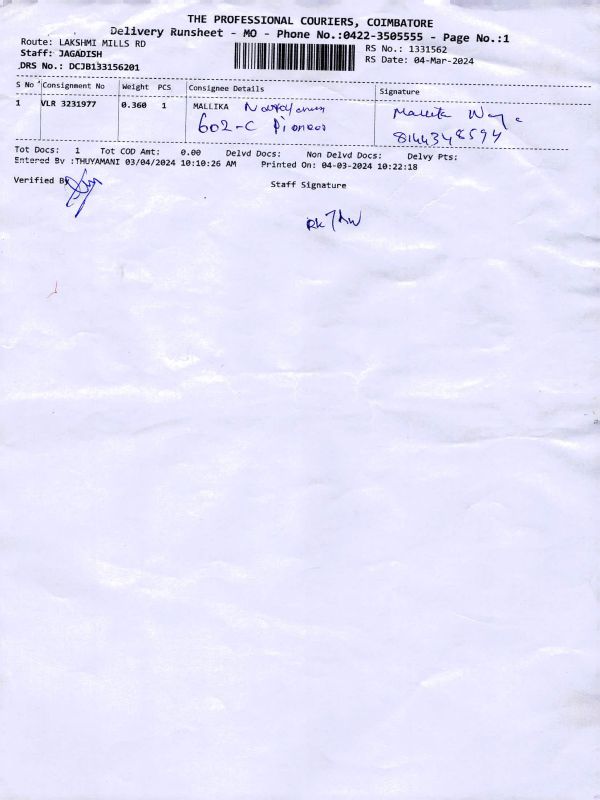 THE PROFESSIONAL COURIERS, COIMBATORE
Delivery Runsheet - MO - Phone No.:0422-3505555 - Page No.:1
Route: LAKSHMI MILLS RD
RS No.: 1331562
Staff: JAGADISH
RS Date: 04-Mar-2024
DRS No.: DCJB133156201
S No Consignment No Weight PCS Consignee Details Signature
1 VLR 3231977 0.360 1 MALLIKA
602-C Pioneer
8144348594
Tot Docs: 1 Tot COD Amt: 0.00 Delvd Docs: Non Delvd Docs: Delvy Pts:
Entered By :THUYAMANI 03/04/2024 10:10:26 AM Printed On: 04-03-2024 10:22:18
Verified By
Staff Signature